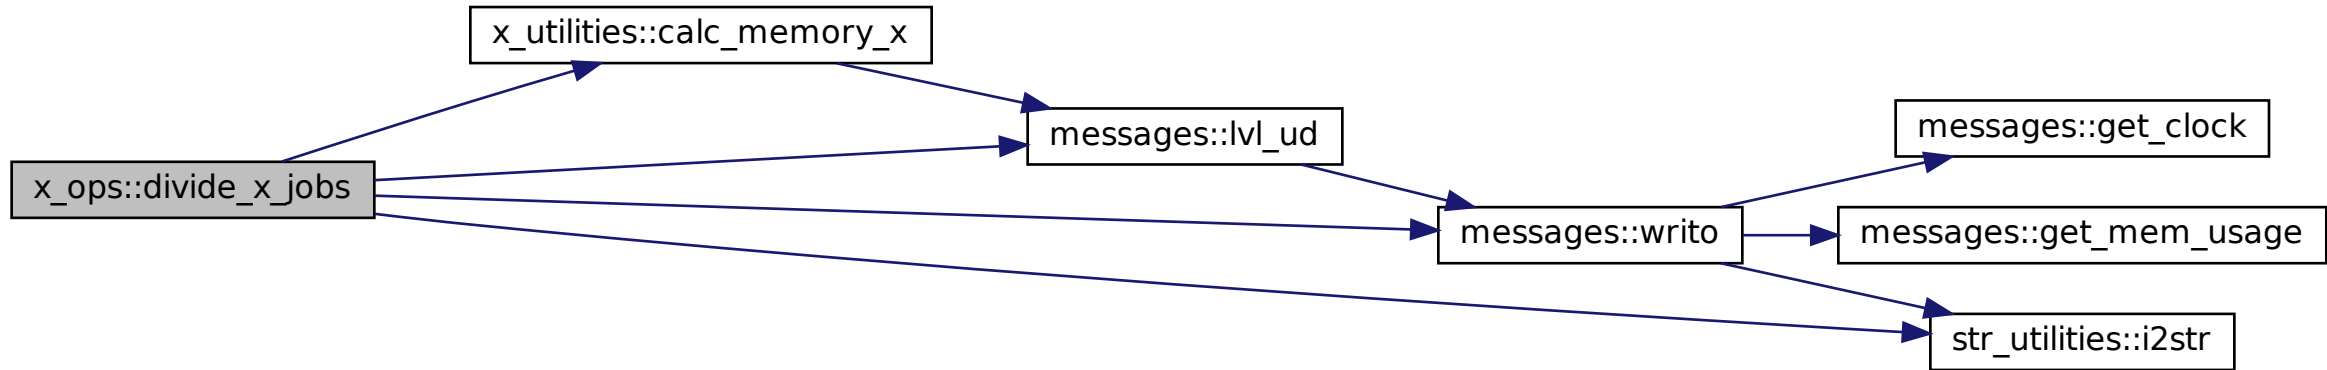 x_utilities::calc_memory_x
messages::get_clock
messages::lvl_ud
x_ops::divide_x_jobs
messages::writo
messages::get_mem_usage
str_utilities::i2str